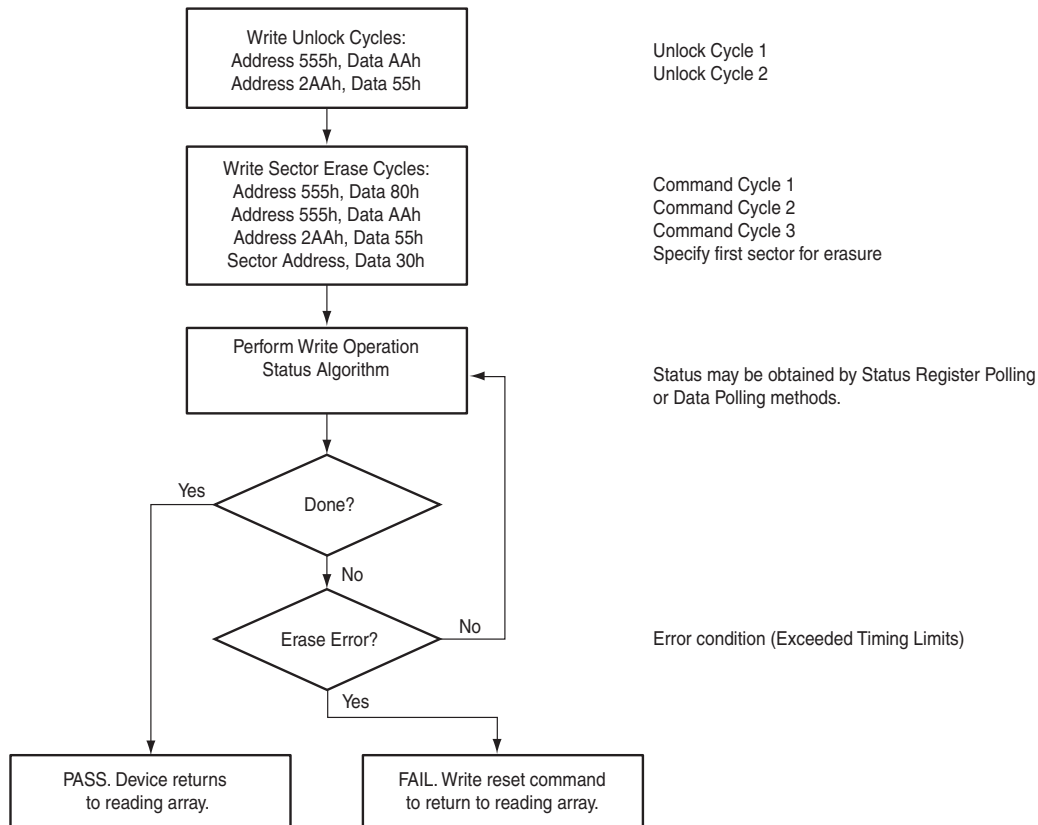 Write Unlock Cycles:
Address 555h, Data AAh
Address 2AAh, Data 55h
Unlock Cycle 1
Unlock Cycle 2
Write Sector Erase Cycles:
Address 555h, Data 80h
Address 555h, Data AAh
Address 2AAh, Data 55h
Sector Address, Data 30h
Command Cycle 1
Command Cycle 2
Command Cycle 3
Specify first sector for erasure
Perform Write Operation
Status Algorithm
Status may be obtained by Status Register Polling
or Data Polling methods.
Yes
Done?
No
Erase Error?
No
Error condition (Exceeded Timing Limits)
Yes
PASS. Device returns
to reading array.
FAIL. Write reset command
to return to reading array.